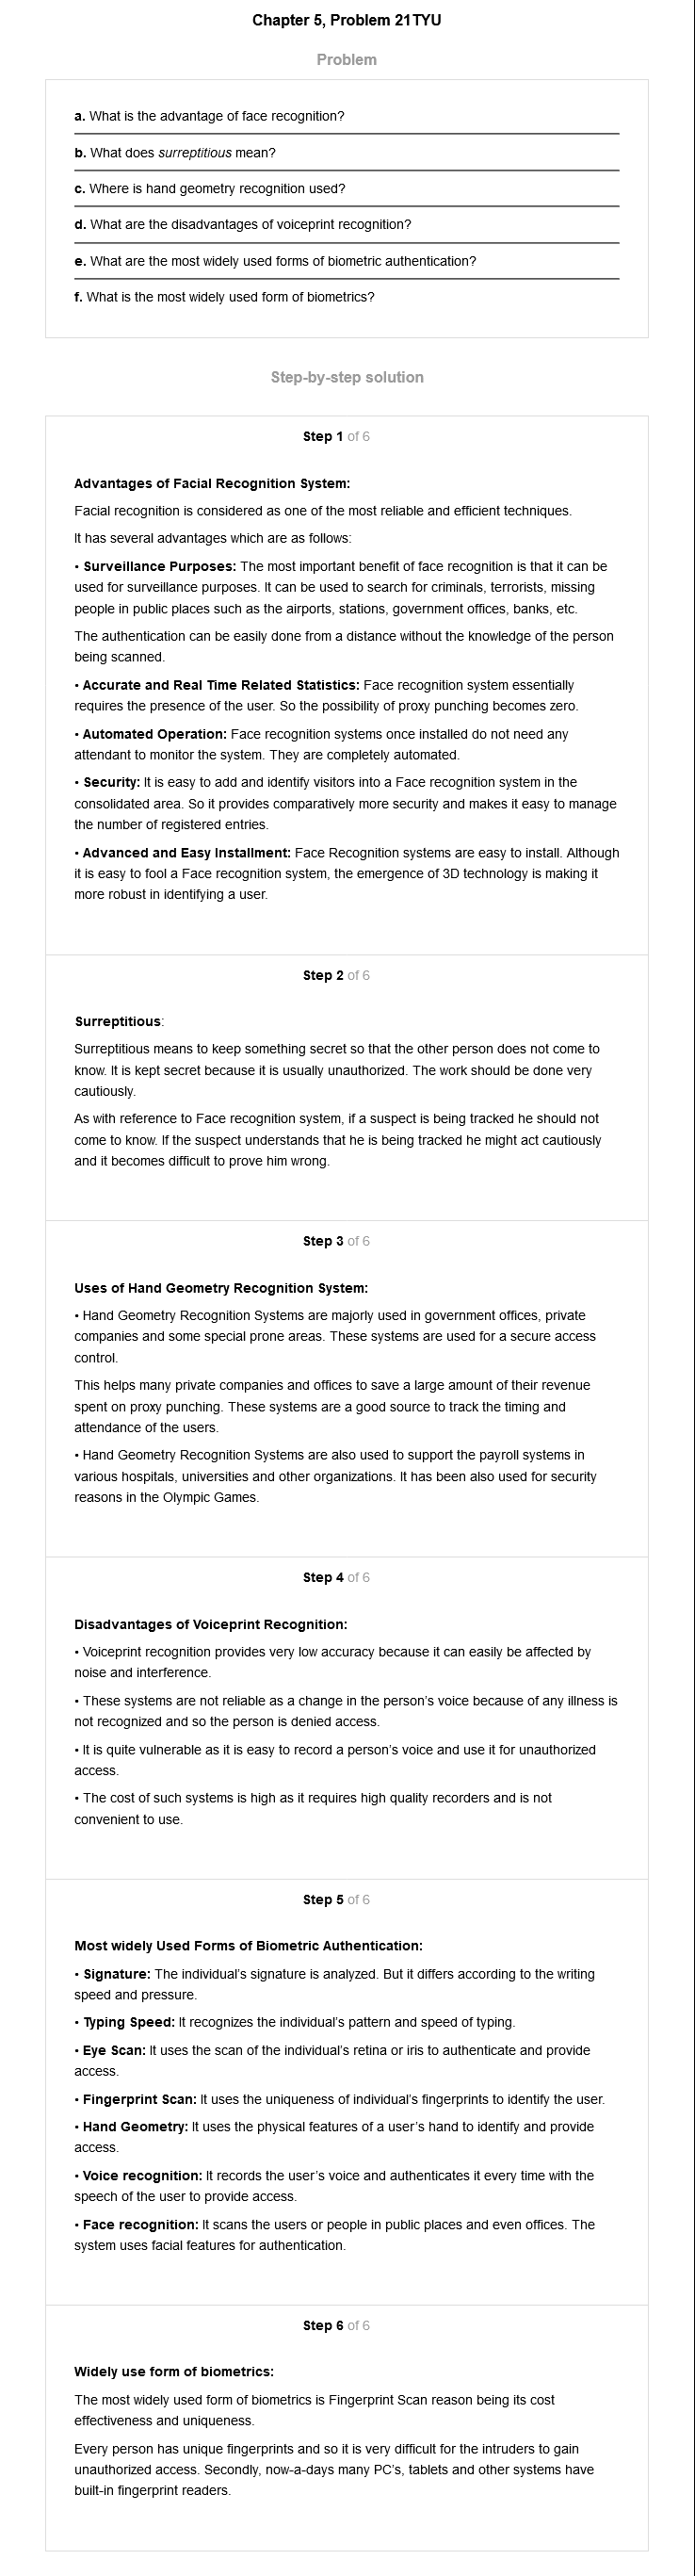 Chapter 5, Problem 21TYU
Problem
a. What is the advantage of face recognition?
b. What does surreptitious mean?
c. Where is hand geometry recognition used?
d. What are the disadvantages of voiceprint recognition?
e. What are the most widely used forms of biometric authentication?
f. What is the most widely used form of biometrics?
Step-by-step solution
Step 1 of 6
Advantages of Facial Recognition System:
Facial recognition is considered as one of the most reliable and efficient techniques.
It has several advantages which are as follows:
• Surveillance Purposes: The most important benefit of face recognition is that it can be
used for surveillance purposes. It can be used to search for criminals, terrorists, missing
people in public places such as the airports, stations, government offices, banks, etc.
The authentication can be easily done from a distance without the knowledge of the person
being scanned.
• Accurate and Real Time Related Statistics: Face recognition system essentially
requires the presence of the user. So the possibility of proxy punching becomes zero.
• Automated Operation: Face recognition systems once installed do not need any
attendant to monitor the system. They are completely automated.
• Security: It is easy to add and identify visitors into a Face recognition system in the
consolidated area. So it provides comparatively more security and makes it easy to manage
the number of registered entries.
• Advanced and Easy Installment: Face Recognition systems are easy to install. Although
it is easy to fool a Face recognition system, the emergence of 3D technology is making it
more robust in identifying a user.
Step 2 of 6
Surreptitious:
Surreptitious means to keep something secret so that the other person does not come to
know. It is kept secret because it is usually unauthorized. The work should be done very
cautiously.
As with reference to Face recognition system, if a suspect is being tracked he should not
come to know. If the suspect understands that he is being tracked he might act cautiously
and it becomes difficult to prove him wrong.
Step 3 of 6
Uses of Hand Geometry Recognition System:
• Hand Geometry Recognition Systems are majorly used in government offices, private
companies and some special prone areas. These systems are used for a secure access
control.
This helps many private companies and offices to save a large amount of their revenue
spent on proxy punching. These systems are a good source to track the timing and
attendance of the users.
• Hand Geometry Recognition Systems are also used to support the payroll systems in
various hospitals, universities and other organizations. It has been also used for security
reasons in the Olympic Games.
Step 4 of 6
Disadvantages of Voiceprint Recognition:
• Voiceprint recognition provides very low accuracy because it can easily be affected by
noise and interference.
• These systems are not reliable as a change in the person's voice because of any illness is
not recognized and so the person is denied access.
• It is quite vulnerable as it is easy to record a person's voice and use it for unauthorized
access.
• The cost of such systems is high as it requires high quality recorders and is not
convenient to use.
Step 5 of 6
Most widely Used Forms of Biometric Authentication:
• Signature: The individual's signature is analyzed. But it differs according to the writing
speed and pressure.
• Typing Speed: It recognizes the individual's pattern and speed of typing.
• Eye Scan: It uses the scan of the individual's retina or iris to authenticate and provide
access.
• Fingerprint Scan: It uses the uniqueness of individual's fingerprints to identify the user.
• Hand Geometry: It uses the physical features of a user's hand to identify and provide
access.
• Voice recognition: It records the user's voice and authenticates it every time with the
speech of the user to provide access.
• Face recognition: It scans the users or people in public places and even offices. The
system uses facial features for authentication.
Step 6 of 6
Widely use form of biometrics:
The most widely used form of biometrics is Fingerprint Scan reason being its cost
effectiveness and uniqueness.
Every person has unique fingerprints and so it is very difficult for the intruders to gain
unauthorized access. Secondly, now-a-days many PC's, tablets and other systems have
built-in fingerprint readers.